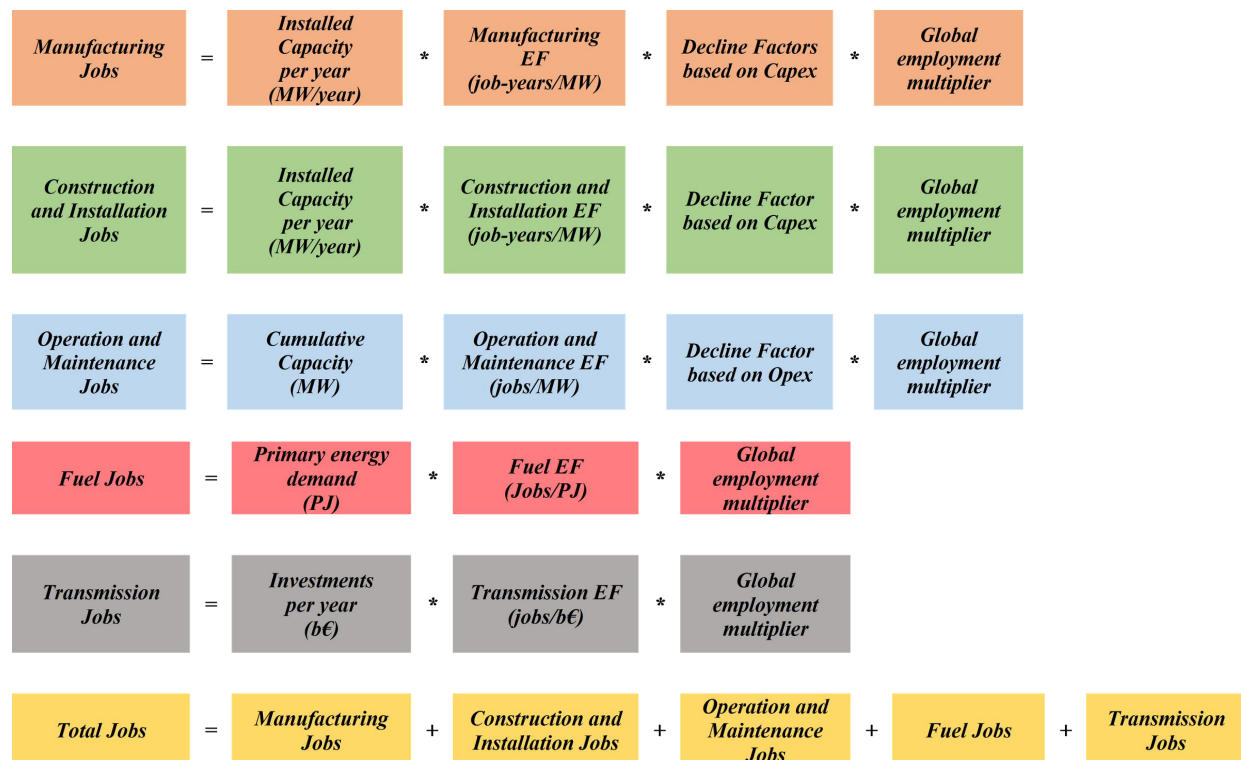 Manufacturing
Jobs
=
Installed
Capacity
per year
(MW/year)
*
Manufacturing
EF
(job-years/MW)
*
Decline Factors
based on Capex
*
Global
employment
multiplier
Construction
and Installation
Jobs
=
Installed
Capacity
per year
(MW/year)
*
Construction and
Installation EF
(job-years/MW)
*
Decline Factor
based on Capex
*
Global
employment
multiplier
Operation and
Maintenance
Jobs
=
Cumulative
Capacity
(MW)
*
Operation and
Maintenance EF
(jobs/MW)
*
Decline Factor
based on Opex
*
Global
employment
multiplier
Fuel Jobs
=
Primary energy
demand
(PJ)
*
Fuel EF
(Jobs/PJ)
*
Global
employment
multiplier
Transmission
Jobs
=
Investments
per year
(b€)
*
Transmission EF
(jobs/b€)
*
Global
employment
multiplier
Total Jobs
=
Manufacturing
Jobs
+
Construction and
Installation Jobs
+
Operation and
Maintenance
Jobs
+
Fuel Jobs
+
Transmission
Jobs